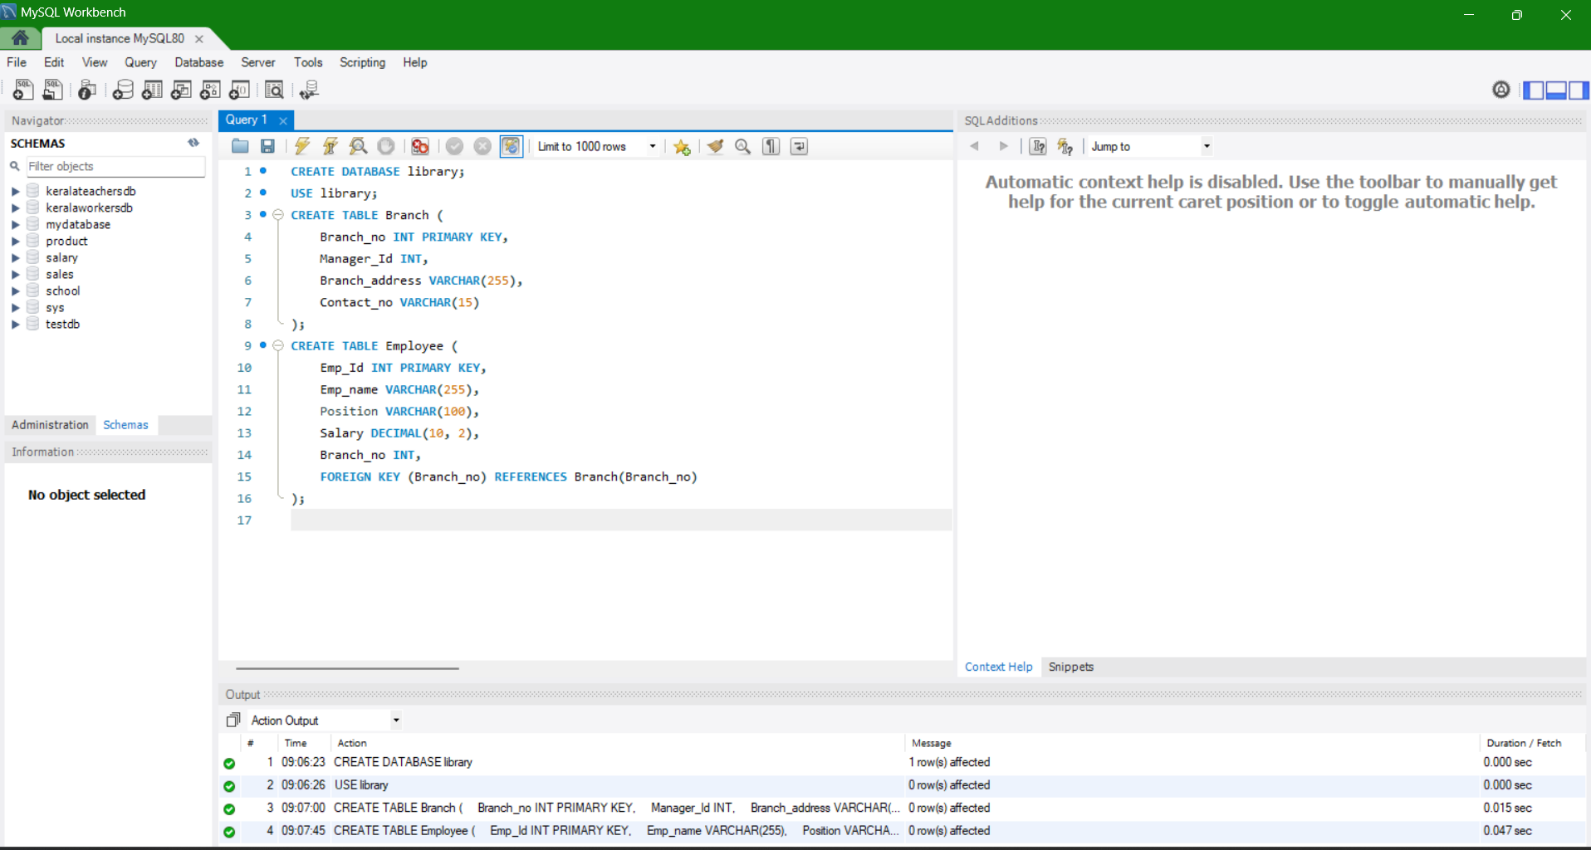 MySQL Workbench
Local instance MySQL80
File Edit View Query Database Server Tools Scripting Help
Navigator
SCHEMAS
Filter objects
keralateachersdb
keralaworkersdb
mydatabase
product
salary
sales
school
sys
testdb
Administration Schemas
Information
No object selected
Query 1
Limit to 1000 rows
1 CREATE DATABASE library;
2 USE library;
3 CREATE TABLE Branch (
4 Branch_no INT PRIMARY KEY,
5 Manager_Id INT,
6 Branch_address VARCHAR(255),
7 Contact_no VARCHAR(15)
8 );
9 CREATE TABLE Employee (
10 Emp_Id INT PRIMARY KEY,
11 Emp_name VARCHAR(255),
12 Position VARCHAR(100),
13 Salary DECIMAL(10, 2),
14 Branch_no INT,
15 FOREIGN KEY (Branch_no) REFERENCES Branch(Branch_no)
16 );
17
SQLAdditions
Jump to
Automatic context help is disabled. Use the toolbar to manually get
help for the current caret position or to toggle automatic help.
Context Help Snippets
Output
Action Output
# Time Action Message Duration / Fetch
1 09:06:23 CREATE DATABASE library 1 row(s) affected 0.000 sec
2 09:06:26 USE library 0 row(s) affected 0.000 sec
3 09:07:00 CREATE TABLE Branch ( Branch_no INT PRIMARY KEY, Manager_Id INT, Branch_address VARCHAR(... 0 row(s) affected 0.015 sec
4 09:07:45 CREATE TABLE Employee ( Emp_Id INT PRIMARY KEY, Emp_name VARCHAR(255), Position VARCHA... 0 row(s) affected 0.047 sec